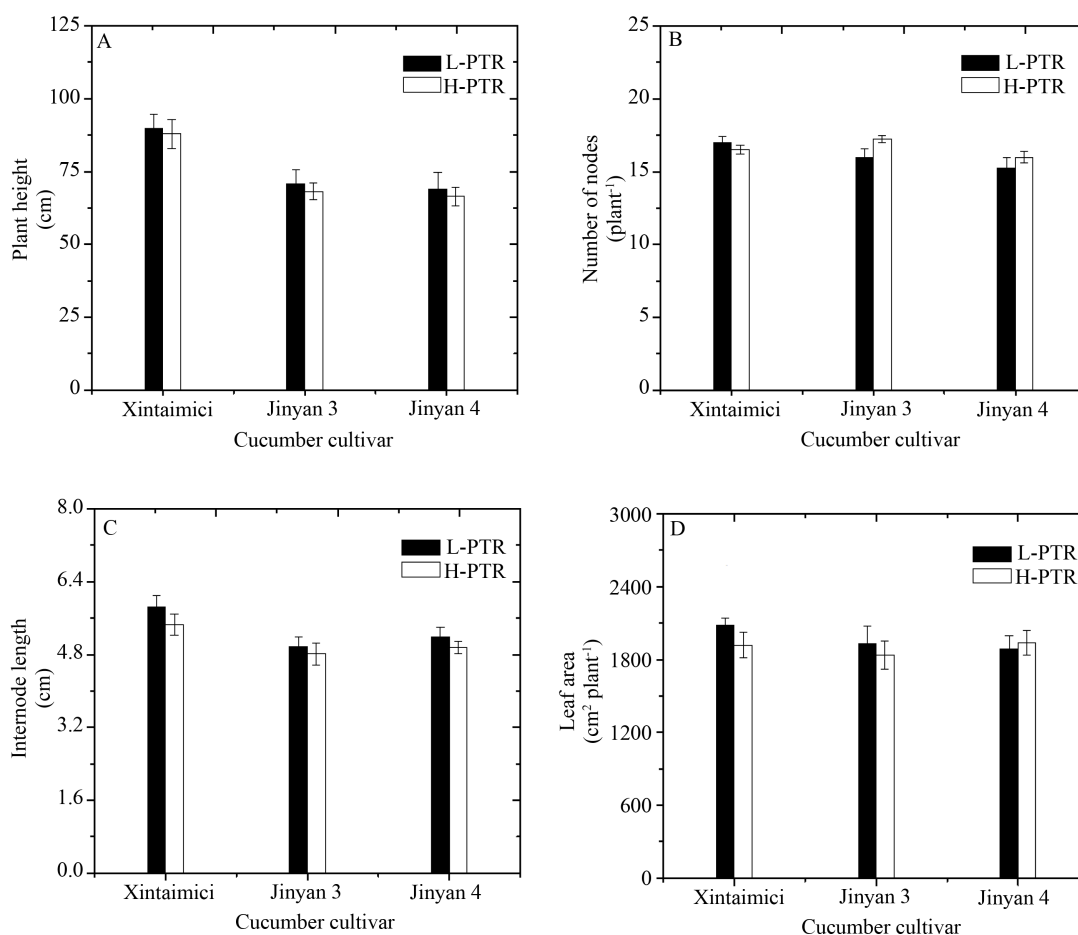 A
L-PTR
H-PTR
125
100
75
50
25
0
Plant height
(cm)
Xintaimici
Jinyan 3
Jinyan 4
Cucumber cultivar
B
L-PTR
H-PTR
25
20
15
10
5
0
Number of nodes
(plant⁻¹)
Xintaimici
Jinyan 3
Jinyan 4
Cucumber cultivar
C
L-PTR
H-PTR
8.0
6.4
4.8
3.2
1.6
0.0
Internode length
(cm)
Xintaimici
Jinyan 3
Jinyan 4
Cucumber cultivar
D
L-PTR
H-PTR
3000
2400
1800
1200
600
0
Leaf area
(cm² plant⁻¹)
Xintaimici
Jinyan 3
Jinyan 4
Cucumber cultivar